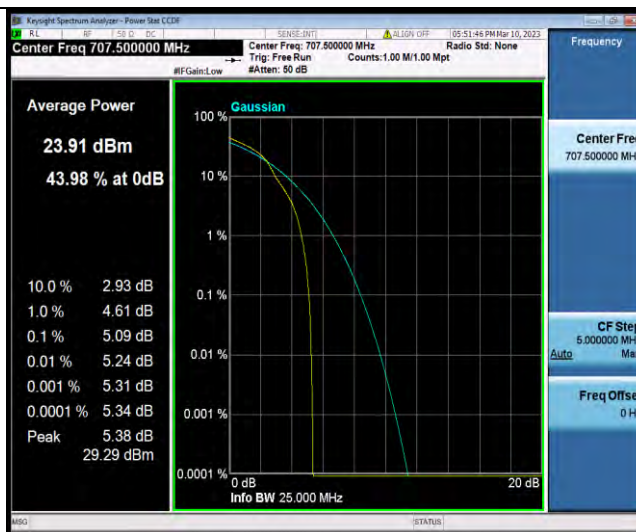 Keysight Spectrum Analyzer - Power Stat CCDF
RL RF 50 Ω DC SENSE:INT ALIGN OFF 05:51:46 PM Mar 10, 2023
Center Freq 707.500000 MHz
Center Freq: 707.500000 MHz Radio Std: None
Trig: Free Run Counts:1.00 M/1.00 Mpt
#IFGain:Low #Atten: 50 dB
Frequency
Average Power
23.91 dBm
43.98 % at 0dB
10.0 % 2.93 dB
1.0 % 4.61 dB
0.1 % 5.09 dB
0.01 % 5.24 dB
0.001 % 5.31 dB
0.0001 % 5.34 dB
Peak 5.38 dB
29.29 dBm
Gaussian
100 %
10 %
1 %
0.1 %
0.01 %
0.001 %
0.0001 %
0 dB 20 dB
Info BW 25.000 MHz
Center Fre
707.500000 MH
CF Ste
5.000000 MH
Auto Ma
Freq Offse
0 H
MSG STATUS